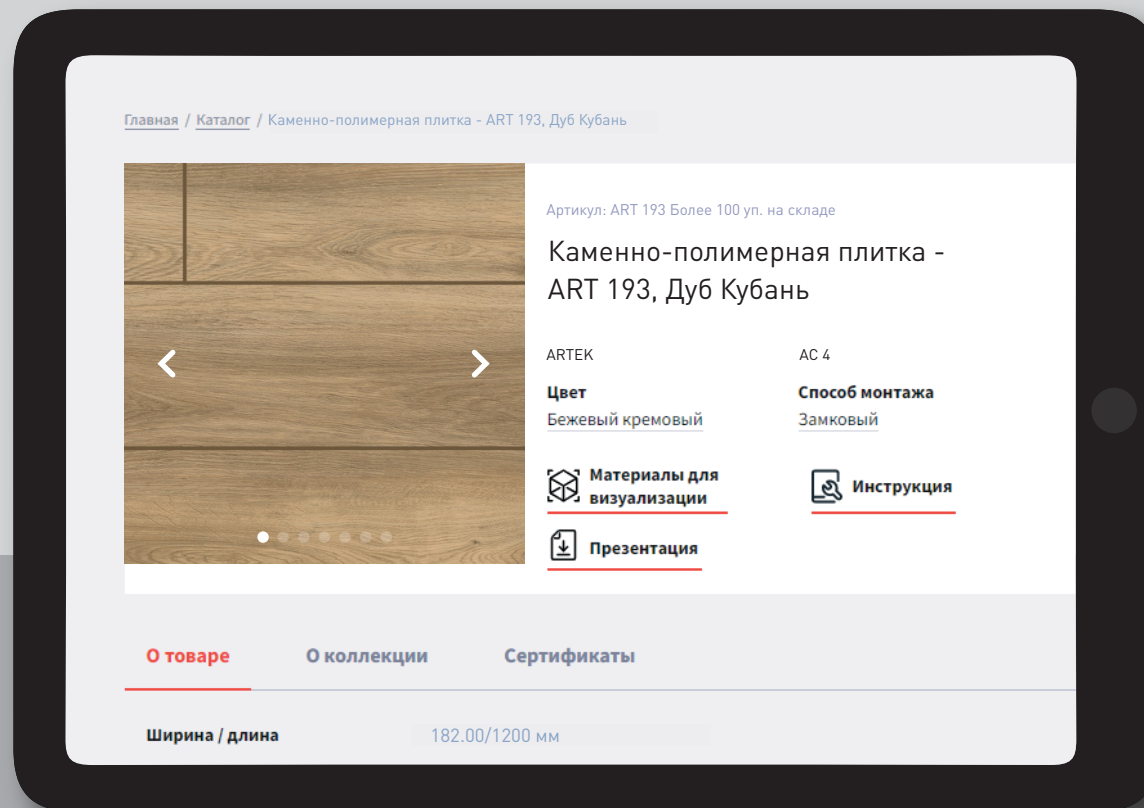 Главная / Каталог / Каменно-полимерная плитка - ART 193, Дуб Кубань
Артикул: ART 193 Более 100 уп. на складе
Каменно-полимерная плитка -
ART 193, Дуб Кубань
ARTEK
AC 4
Цвет
Способ монтажа
Бежевый кремовый
Замковый
Материалы для
визуализации
Инструкция
Презентация
О товаре
О коллекции
Сертификаты
Ширина / длина
182.00/1200 мм